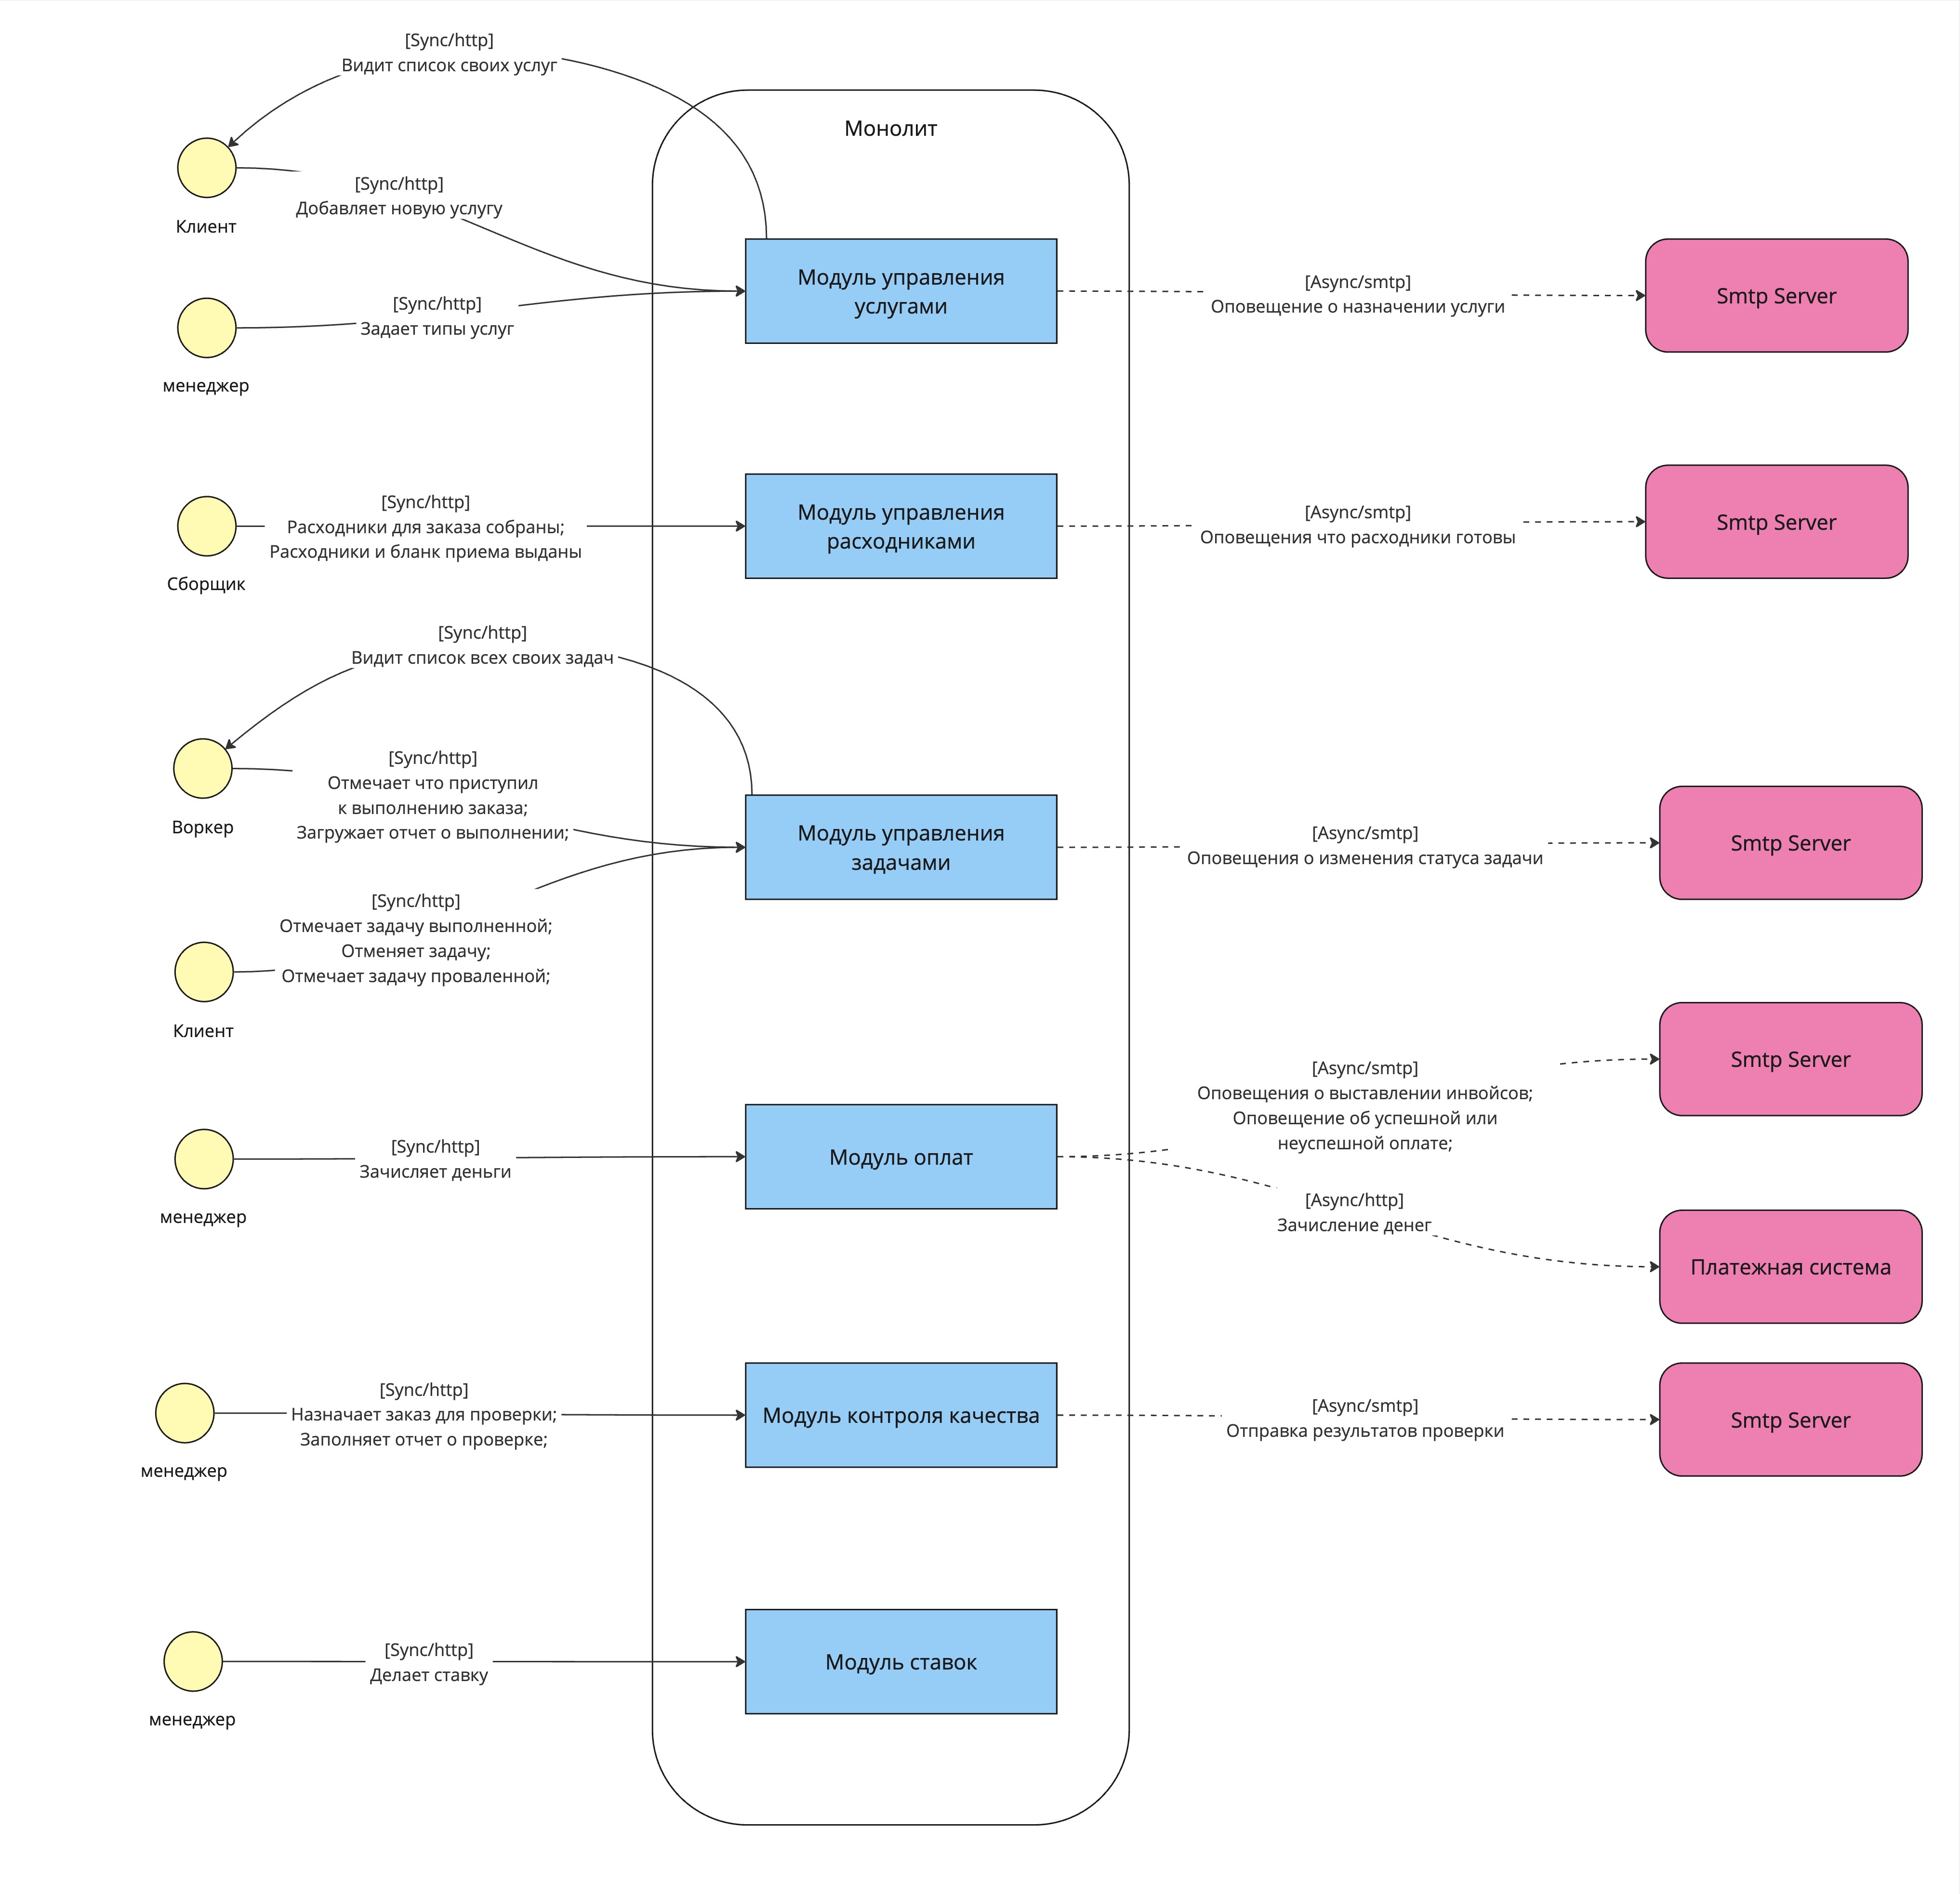 [Sync/http]
Видит список своих услуг
Монолит
[Sync/http]
Добавляет новую услугу
Клиент
Модуль управления
услугами
[Async/smtp]
Оповещение о назначении услуги
Smtp Server
[Sync/http]
Задает типы услуг
менеджер
[Sync/http]
Расходники для заказа собраны;
Расходники и бланк приема выданы
Сборщик
Модуль управления
расходниками
[Async/smtp]
Оповещения что расходники готовы
Smtp Server
[Sync/http]
Видит список всех своих задач
[Sync/http]
Отмечает что приступил
к выполнению заказа;
Загружает отчет о выполнении;
Воркер
Модуль управления
задачами
[Async/smtp]
Оповещения о изменения статуса задачи
Smtp Server
[Sync/http]
Отмечает задачу выполненной;
Отменяет задачу;
Отмечает задачу проваленной;
Клиент
[Async/smtp]
Оповещения о выставлении инвойсов;
Оповещение об успешной или
неуспешной оплате;
Smtp Server
[Sync/http]
Зачисляет деньги
менеджер
Модуль оплат
[Async/http]
Зачисление денег
Платежная система
[Sync/http]
Назначает заказ для проверки;
Заполняет отчет о проверке;
менеджер
Модуль контроля качества
[Async/smtp]
Отправка результатов проверки
Smtp Server
[Sync/http]
Делает ставку
менеджер
Модуль ставок